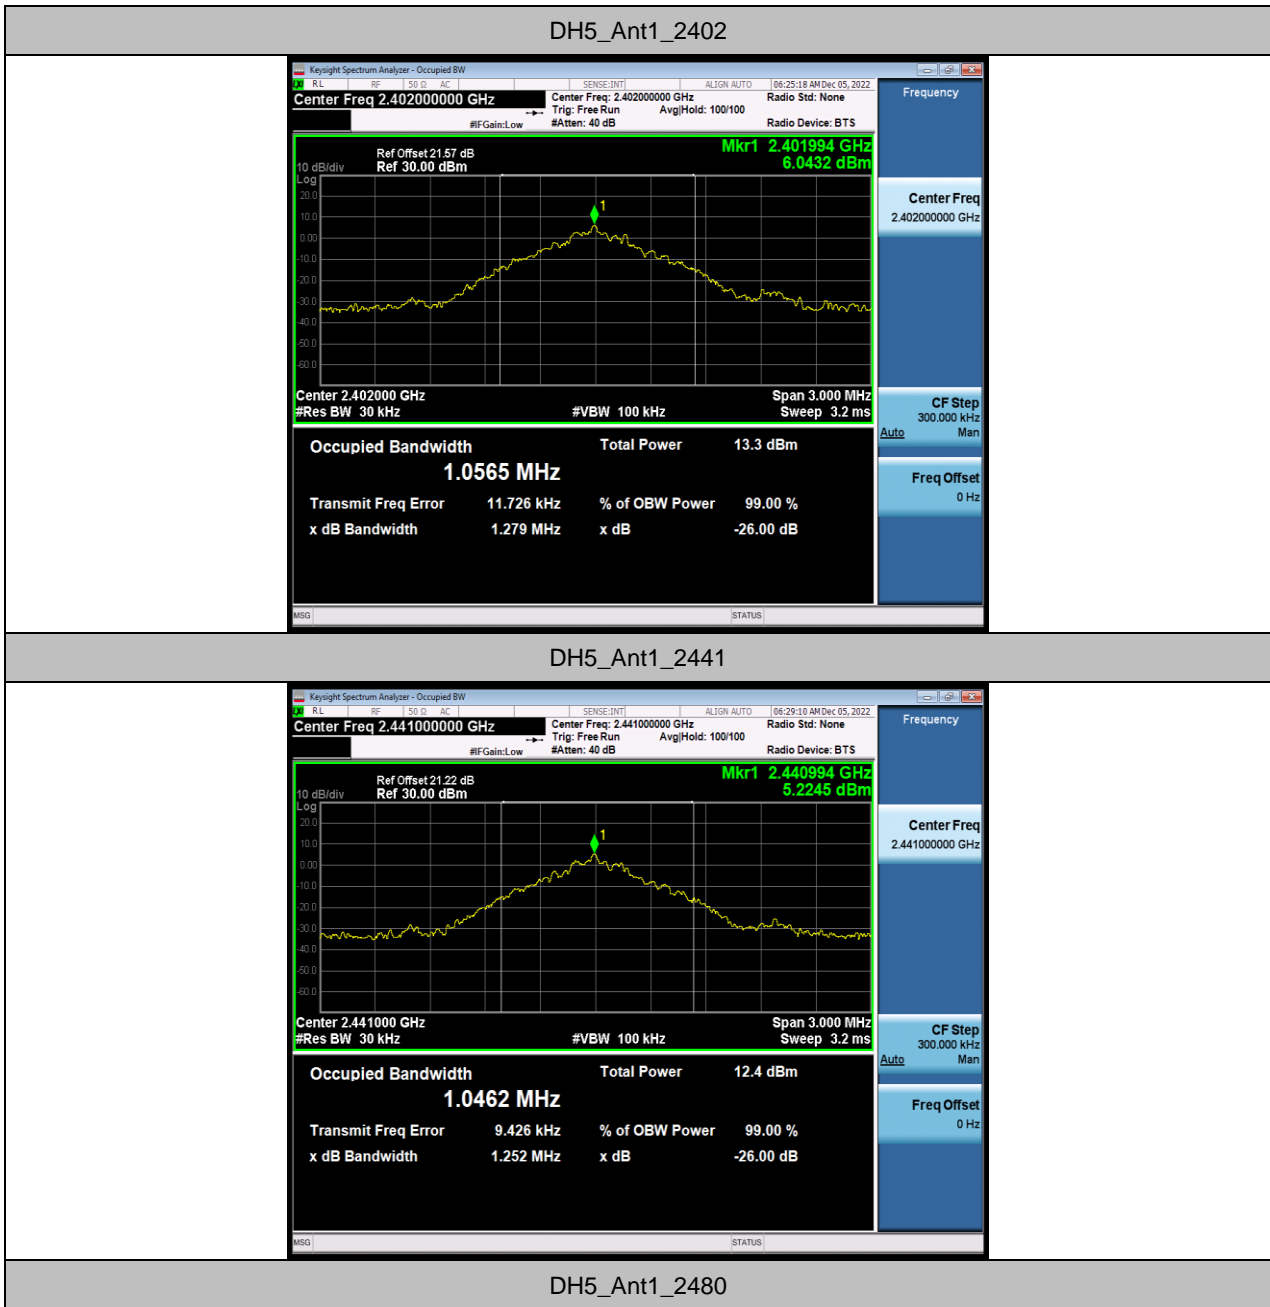 DH5_Ant1_2402
Keysight Spectrum Analyzer - Occupied BW
LXI RL RF 50 Ω AC SENSE:INT ALIGN AUTO 06:25:18 AM Dec 05, 2022
Center Freq 2.402000000 GHz Center Freq: 2.402000000 GHz Radio Std: None
Trig: Free Run Avg|Hold: 100/100
#IFGain:Low #Atten: 40 dB Radio Device: BTS
Frequency
Mkr1 2.401994 GHz
6.0432 dBm
Ref Offset 21.57 dB
10 dB/div Ref 30.00 dBm
Log
20.0
10.0
0.00
-10.0
-20.0
-30.0
-40.0
-50.0
-60.0
1
Center Freq
2.402000000 GHz
Center 2.402000 GHz Span 3.000 MHz
#Res BW 30 kHz #VBW 100 kHz Sweep 3.2 ms
CF Step
300.000 kHz
Auto Man
Occupied Bandwidth Total Power 13.3 dBm
1.0565 MHz
Transmit Freq Error 11.726 kHz % of OBW Power 99.00 %
x dB Bandwidth 1.279 MHz x dB -26.00 dB
Freq Offset
0 Hz
MSG STATUS
DH5_Ant1_2441
Keysight Spectrum Analyzer - Occupied BW
LXI RL RF 50 Ω AC SENSE:INT ALIGN AUTO 06:29:10 AM Dec 05, 2022
Center Freq 2.441000000 GHz Center Freq: 2.441000000 GHz Radio Std: None
Trig: Free Run Avg|Hold: 100/100
#IFGain:Low #Atten: 40 dB Radio Device: BTS
Frequency
Mkr1 2.440994 GHz
5.2245 dBm
Ref Offset 21.22 dB
10 dB/div Ref 30.00 dBm
Log
20.0
10.0
0.00
-10.0
-20.0
-30.0
-40.0
-50.0
-60.0
1
Center Freq
2.441000000 GHz
Center 2.441000 GHz Span 3.000 MHz
#Res BW 30 kHz #VBW 100 kHz Sweep 3.2 ms
CF Step
300.000 kHz
Auto Man
Occupied Bandwidth Total Power 12.4 dBm
1.0462 MHz
Transmit Freq Error 9.426 kHz % of OBW Power 99.00 %
x dB Bandwidth 1.252 MHz x dB -26.00 dB
Freq Offset
0 Hz
MSG STATUS
DH5_Ant1_2480